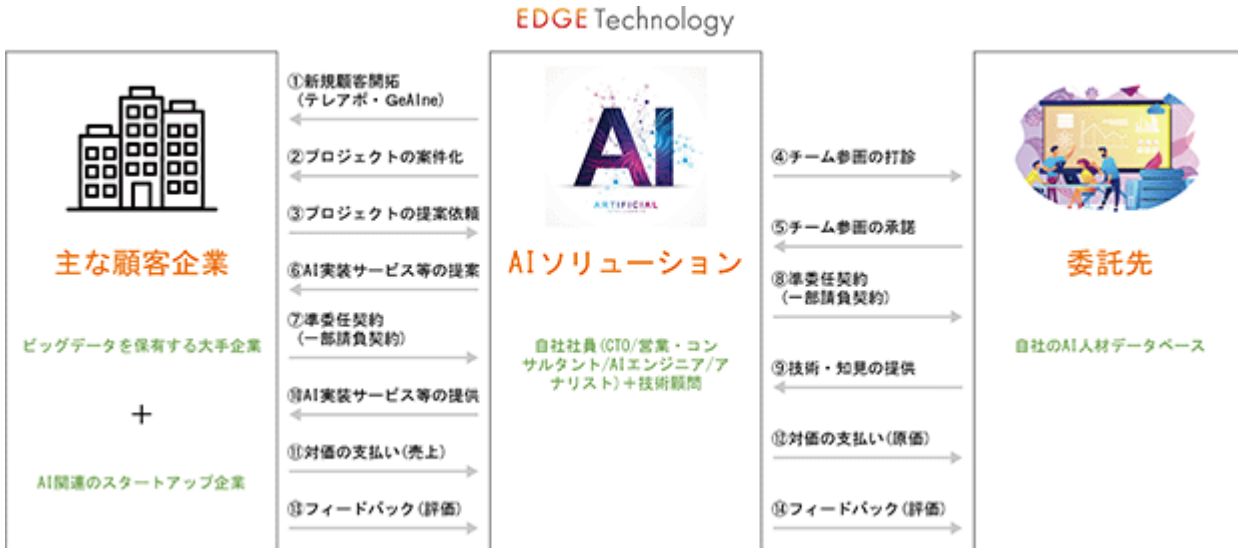 EDGE Technology
①新規顧客開拓
(テレアポ・GeAIne)
②プロジェクトの案件化
③プロジェクトの提案依頼
主な顧客企業
⑥AI実装サービス等の提案
⑦準委任契約
(一部請負契約)
ビッグデータを保有する大手企業
⑩AI実装サービス等の提供
+
⑪対価の支払い(売上)
AI関連のスタートアップ企業
⑬フィードバック(評価)
AI
ARTIFICIAL
AIソリューション
自社社員(CTO/営業・コン
サルタント/AIエンジニア/ア
ナリスト)+技術顧問
④チーム参画の打診
⑤チーム参画の承諾
⑧準委任契約
(一部請負契約)
⑨技術・知見の提供
⑫対価の支払い(原価)
⑭フィードバック(評価)
委託先
自社のAI人材データベース